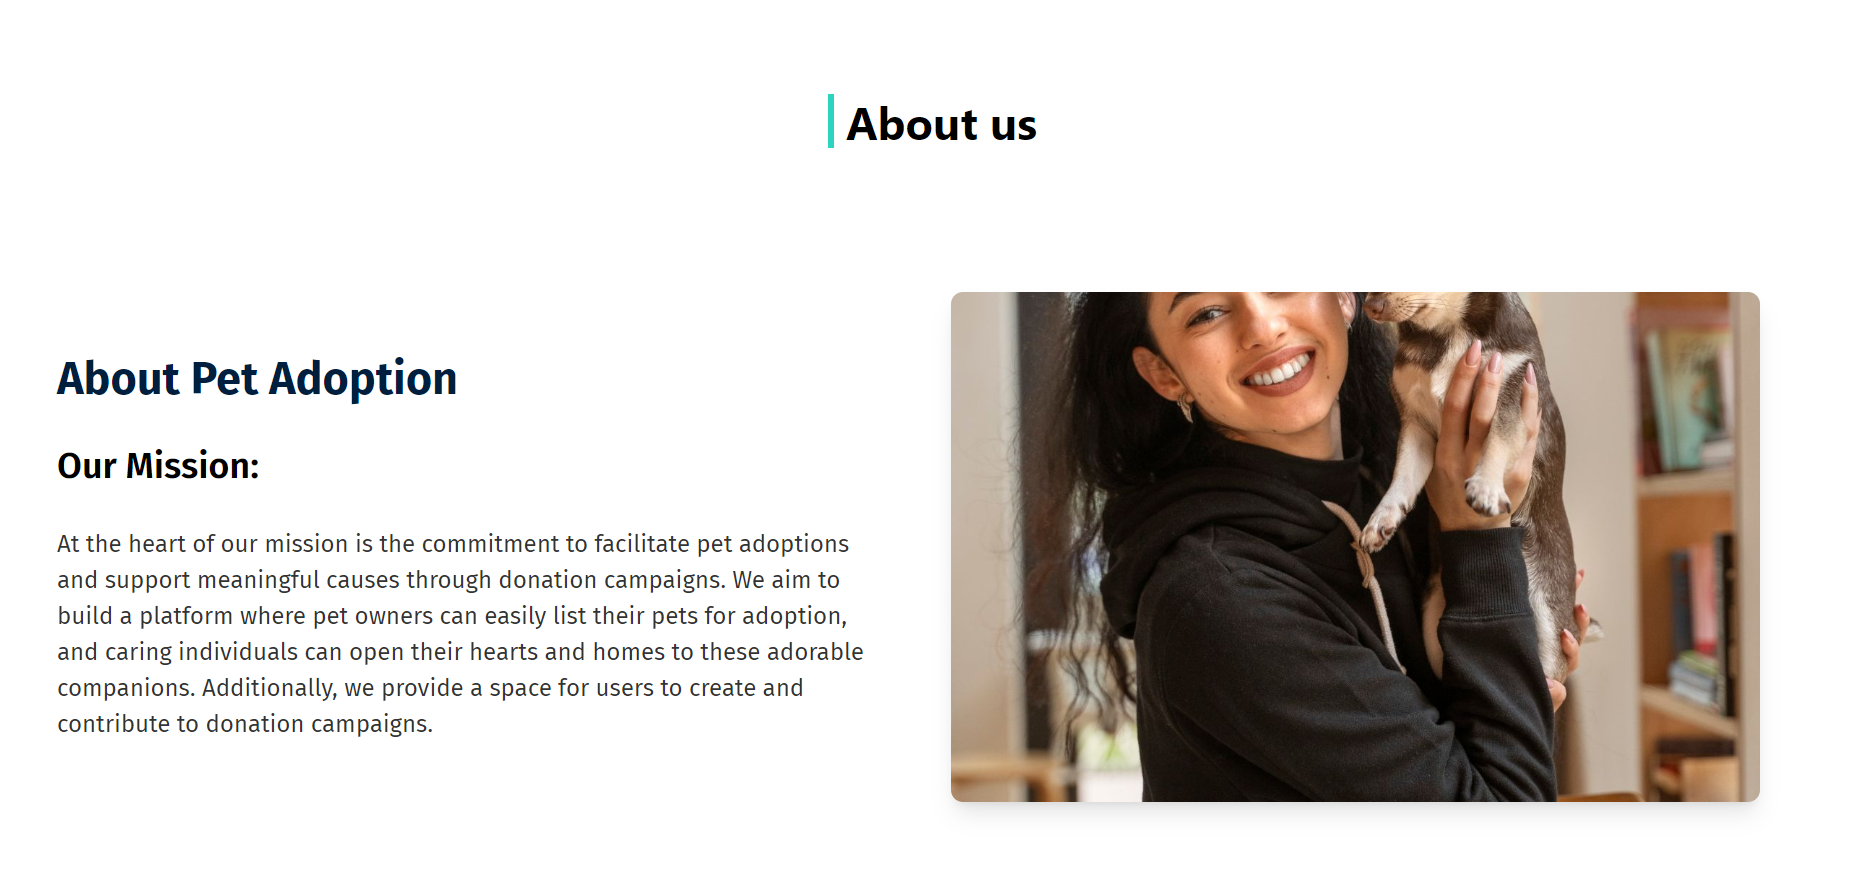 About us
About Pet Adoption
Our Mission:
At the heart of our mission is the commitment to facilitate pet adoptions
and support meaningful causes through donation campaigns. We aim to
build a platform where pet owners can easily list their pets for adoption,
and caring individuals can open their hearts and homes to these adorable
companions. Additionally, we provide a space for users to create and
contribute to donation campaigns.